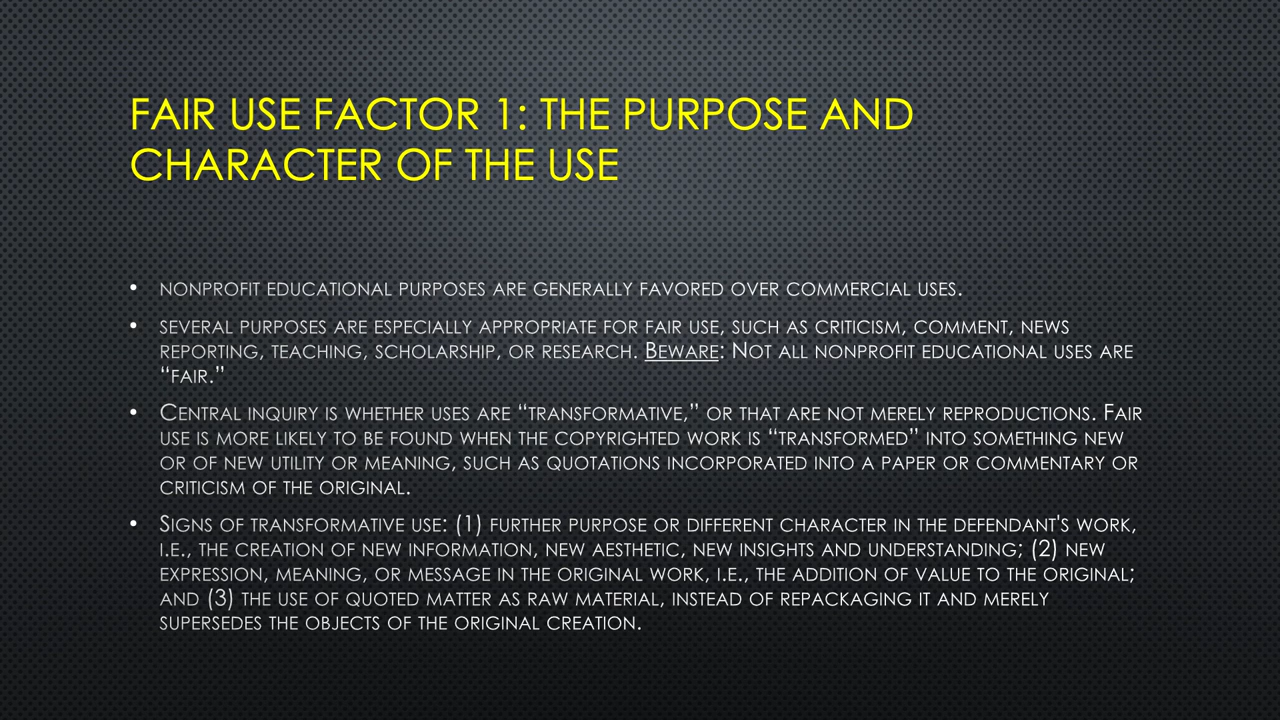 FAIR USE FACTOR 1: THE PURPOSE AND
CHARACTER OF THE USE
• NONPROFIT EDUCATIONAL PURPOSES ARE GENERALLY FAVORED OVER COMMERCIAL USES.
• SEVERAL PURPOSES ARE ESPECIALLY APPROPRIATE FOR FAIR USE, SUCH AS CRITICISM, COMMENT, NEWS
REPORTING, TEACHING, SCHOLARSHIP, OR RESEARCH. BEWARE: NOT ALL NONPROFIT EDUCATIONAL USES ARE
“FAIR.”
• CENTRAL INQUIRY IS WHETHER USES ARE “TRANSFORMATIVE,” OR THAT ARE NOT MERELY REPRODUCTIONS. FAIR
USE IS MORE LIKELY TO BE FOUND WHEN THE COPYRIGHTED WORK IS “TRANSFORMED” INTO SOMETHING NEW
OR OF NEW UTILITY OR MEANING, SUCH AS QUOTATIONS INCORPORATED INTO A PAPER OR COMMENTARY OR
CRITICISM OF THE ORIGINAL.
• SIGNS OF TRANSFORMATIVE USE: (1) FURTHER PURPOSE OR DIFFERENT CHARACTER IN THE DEFENDANT'S WORK,
I.E., THE CREATION OF NEW INFORMATION, NEW AESTHETIC, NEW INSIGHTS AND UNDERSTANDING; (2) NEW
EXPRESSION, MEANING, OR MESSAGE IN THE ORIGINAL WORK, I.E., THE ADDITION OF VALUE TO THE ORIGINAL;
AND (3) THE USE OF QUOTED MATTER AS RAW MATERIAL, INSTEAD OF REPACKAGING IT AND MERELY
SUPERSEDES THE OBJECTS OF THE ORIGINAL CREATION.